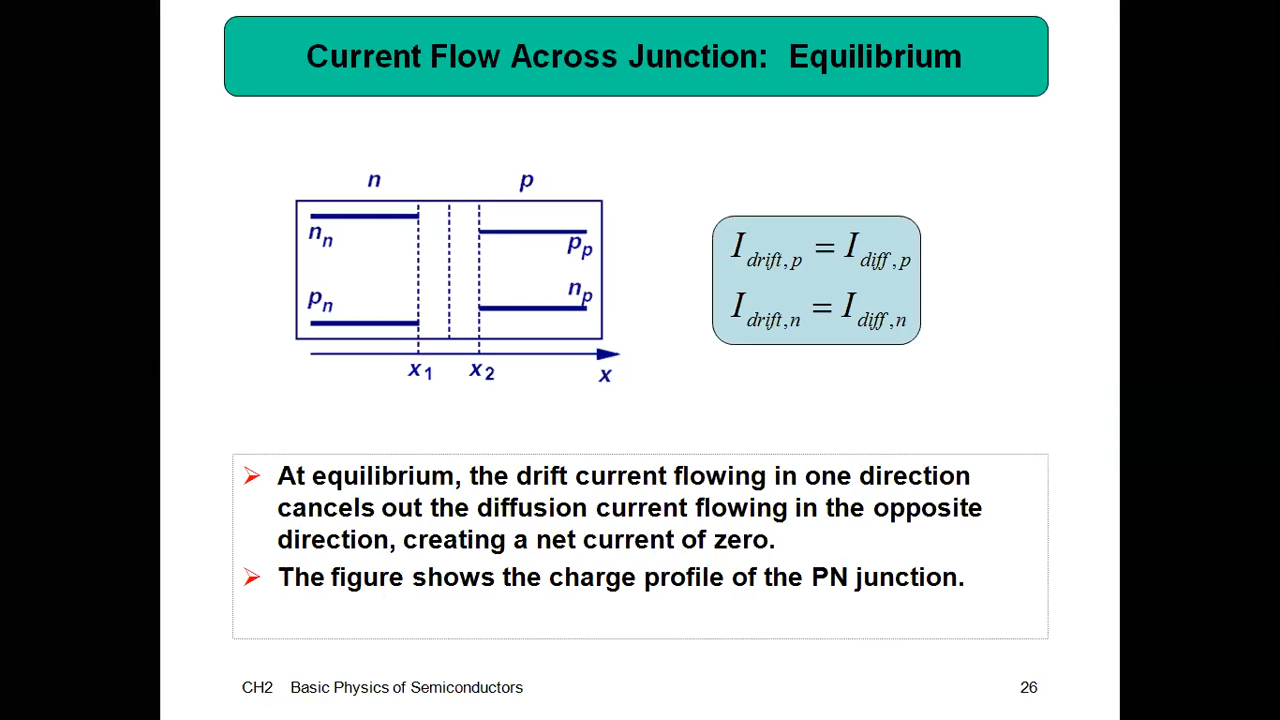 Current Flow Across Junction: Equilibrium
n p
n_n
p_p
p_n
n_p
x_1 x_2 x
I_drift,p = I_diff,p
I_drift,n = I_diff,n
At equilibrium, the drift current flowing in one direction
cancels out the diffusion current flowing in the opposite
direction, creating a net current of zero.
The figure shows the charge profile of the PN junction.
CH2 Basic Physics of Semiconductors 26